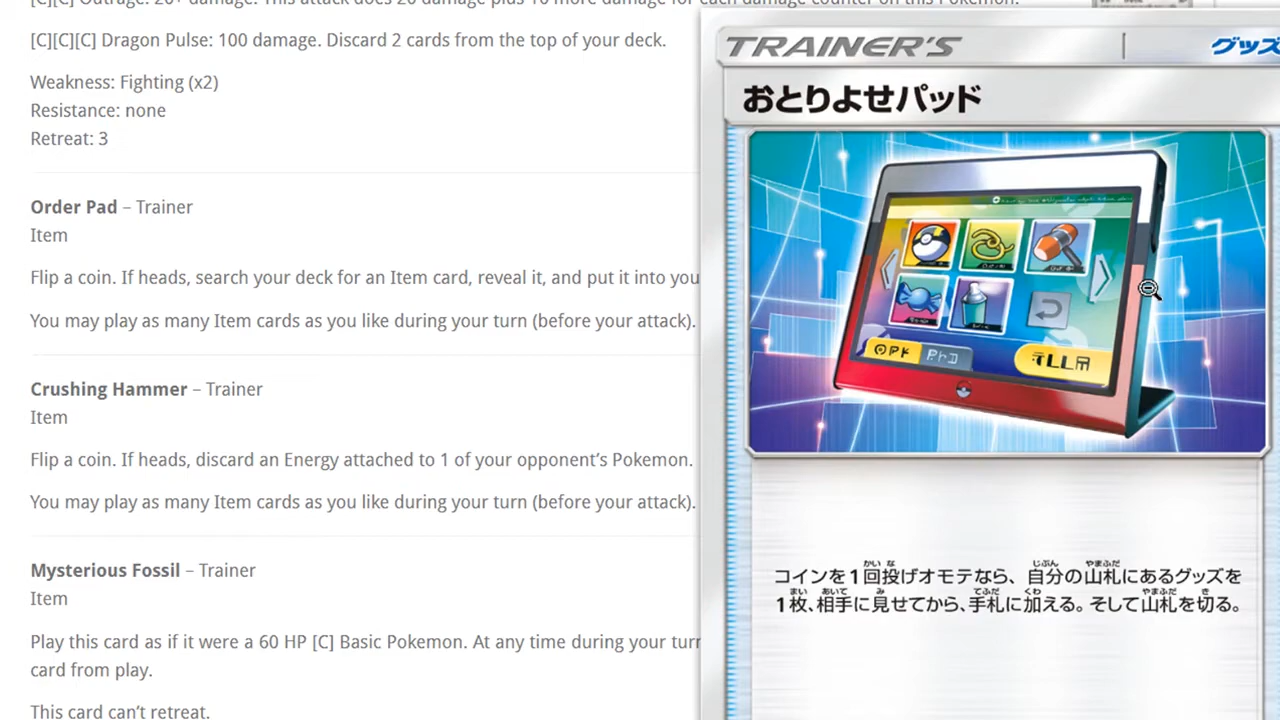 [C][C] Outrage: 20+ damage. This attack does 20 damage plus 10 more damage for each damage counter on this Pokemon.
[C][C][C] Dragon Pulse: 100 damage. Discard 2 cards from the top of your deck.
Weakness: Fighting (x2)
Resistance: none
Retreat: 3
Order Pad – Trainer
Item
Flip a coin. If heads, search your deck for an Item card, reveal it, and put it into you
You may play as many Item cards as you like during your turn (before your attack).
Crushing Hammer – Trainer
Item
Flip a coin. If heads, discard an Energy attached to 1 of your opponent’s Pokemon.
You may play as many Item cards as you like during your turn (before your attack).
Mysterious Fossil – Trainer
Item
Play this card as if it were a 60 HP [C] Basic Pokemon. At any time during your turn
card from play.
This card can’t retreat.
TRAINER'S
グッズ
おとりよせパッド
コインを1回投げオモテなら、自分の山札にあるグッズを
1枚、相手に見せてから、手札に加える。そして山札を切る。